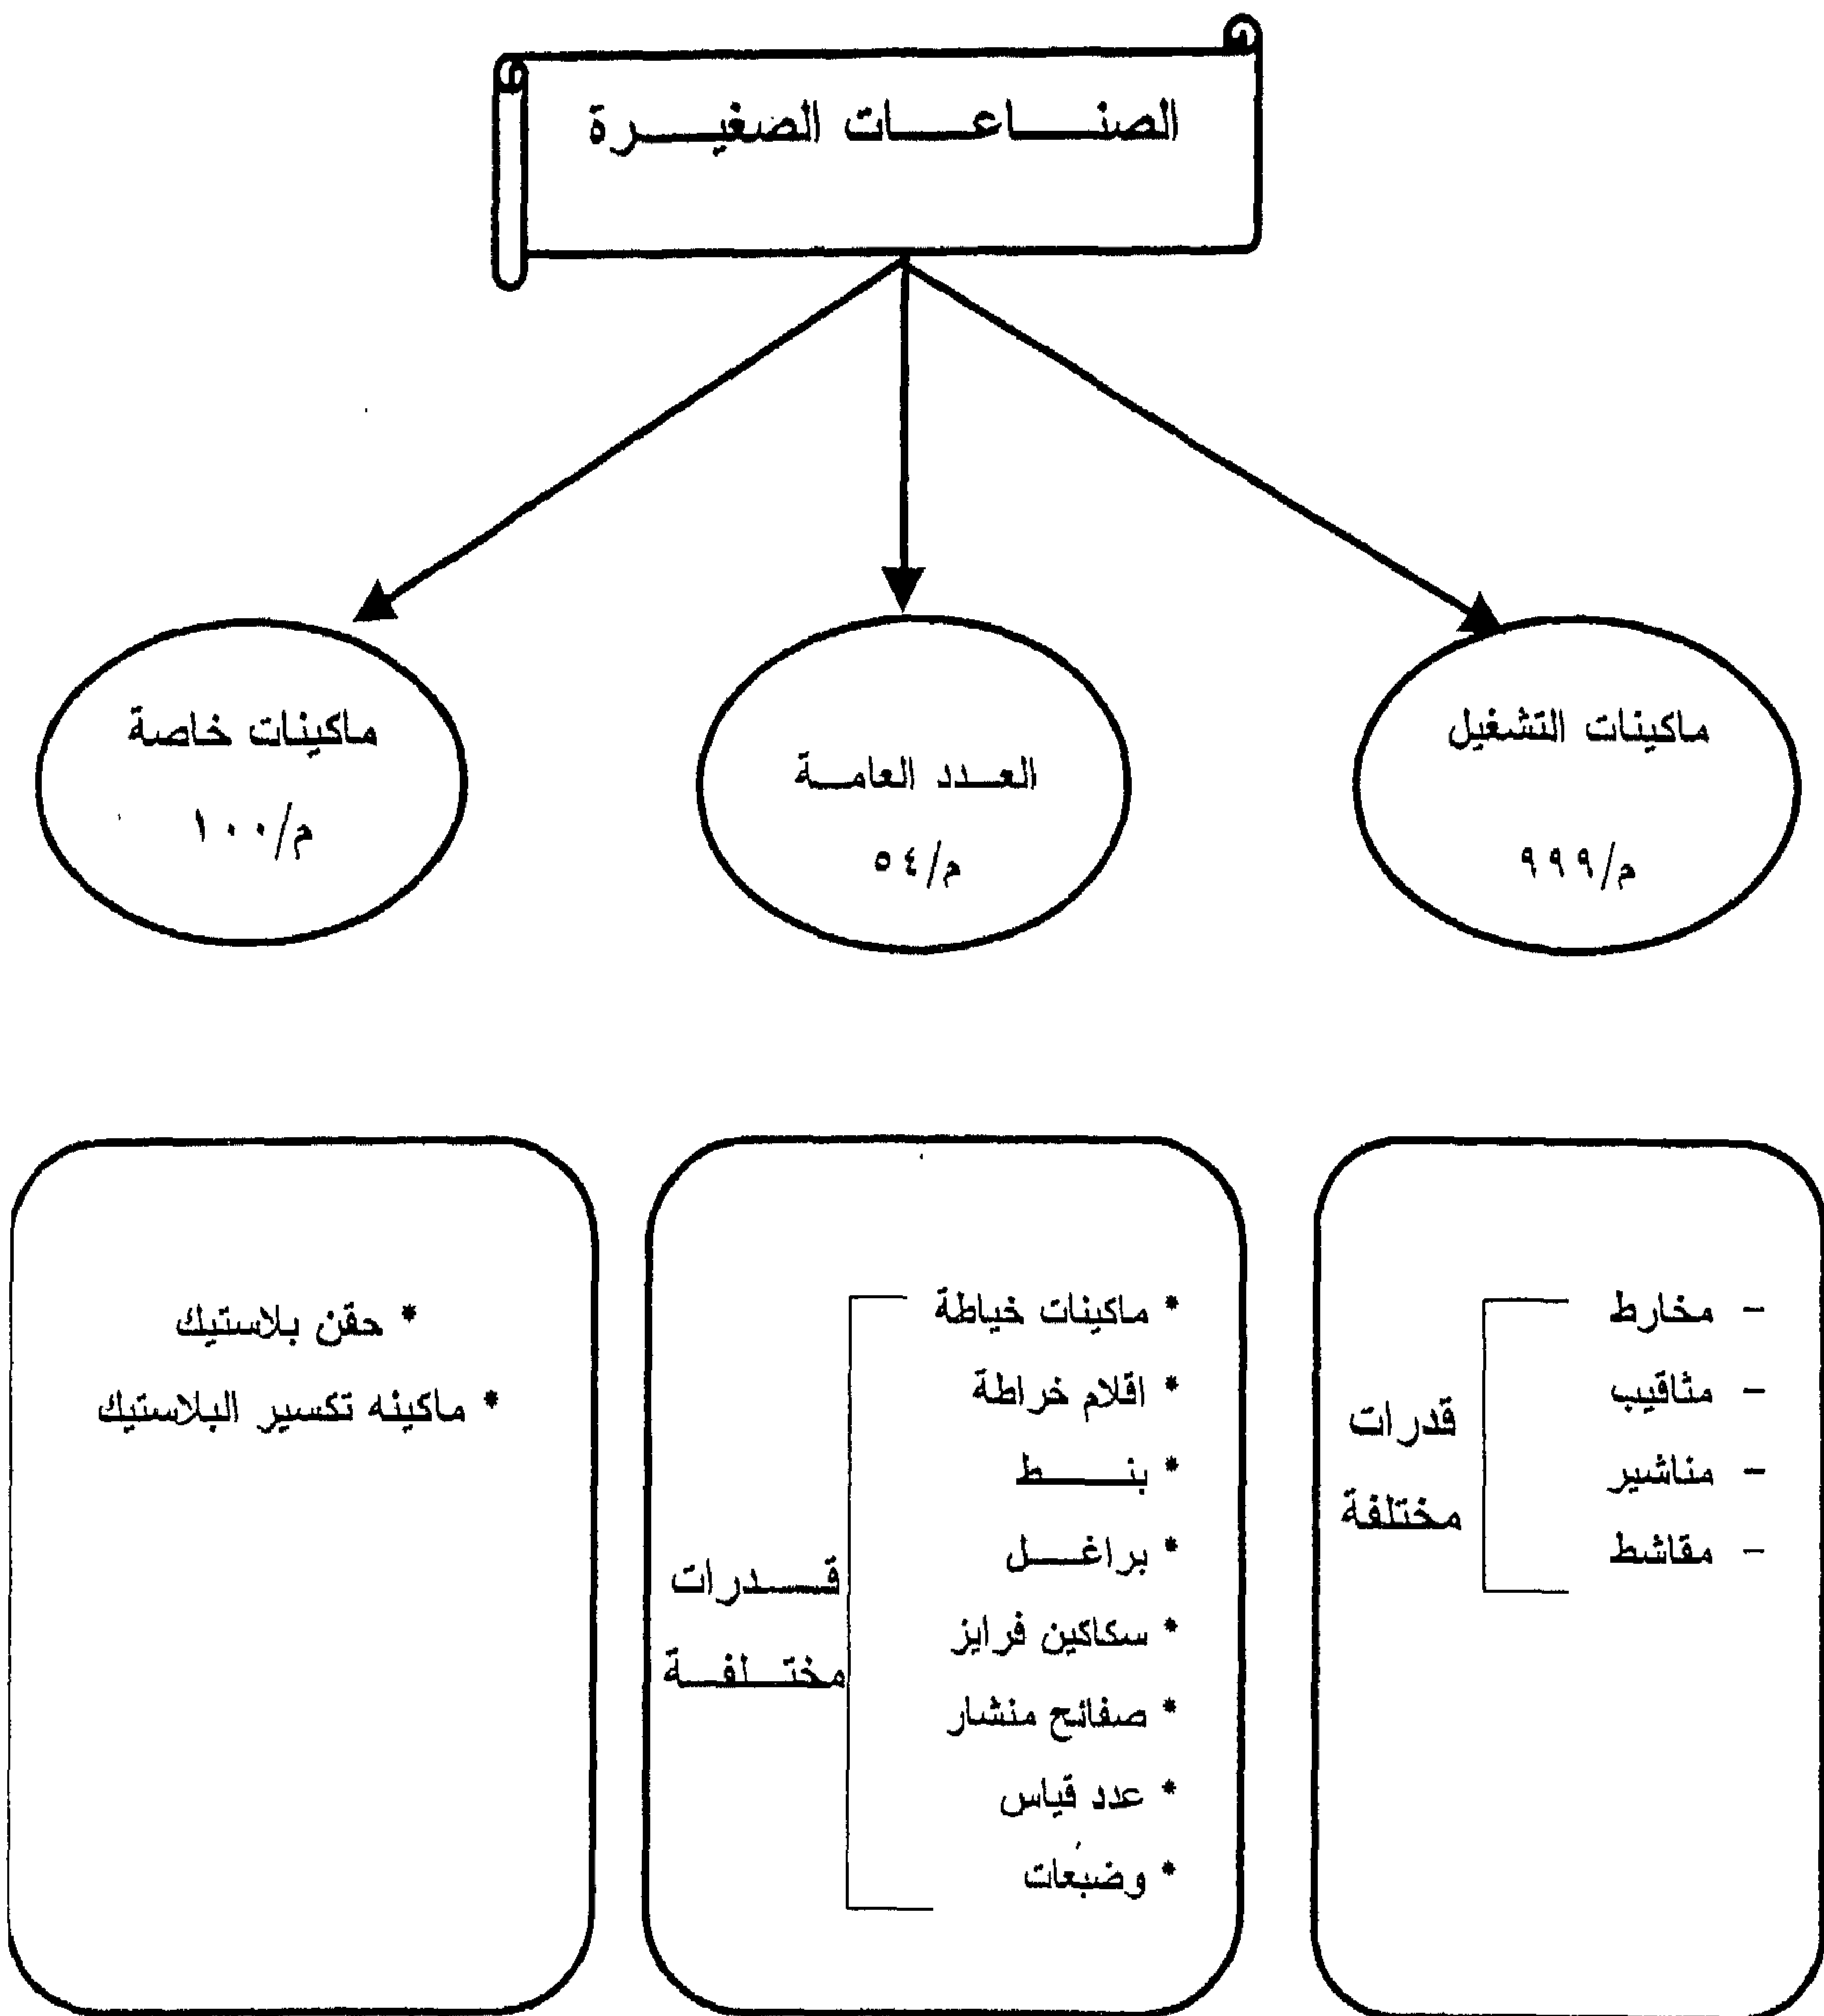 الصناعات الصغيرة
ماكينات التشغيل
م/٩٩٩
العدد العامة
م/٥٤
ماكينات خاصة
م/١٠٠
- مخارط
- مثاقيب
- مناشير
- مقاشط
قدرات
مختلفة
* ماكينات خياطة
* اقلام خراطة
* بنط
* براغل
* سكاكين فرايز
* صفائح منشار
* عدد قياس
* وضبعات
قدرات
مختلفة
* حقن بلاستيك
* ماكينه تكسير البلاستيك